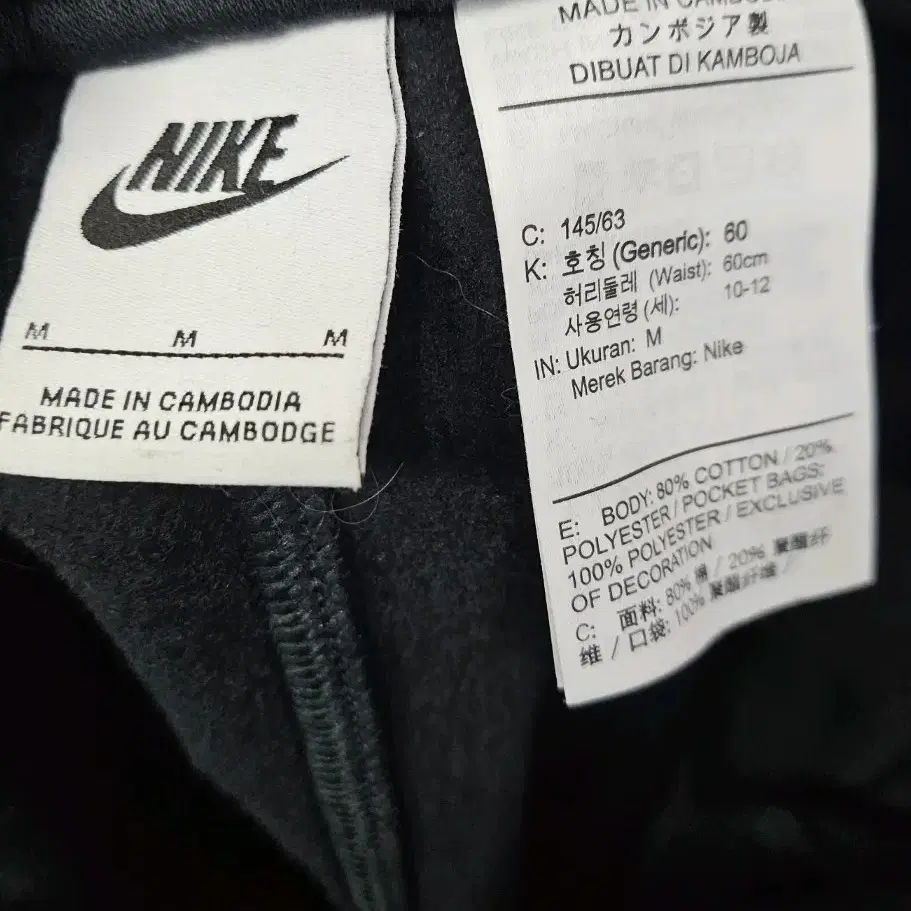 NIKE
M M M
MADE IN CAMBODIA
FABRIQUE AU CAMBODGE
MADE IN
カンボジア製
DIBUAT DI KAMBOJA
C: 145/63
K: 호칭 (Generic): 60
허리둘레 (Waist): 60cm
사용연령 (세): 10-12
IN: Ukuran: M
Merek Barang: Nike
E: BODY: 80% COTTON / 20%
POLYESTER / POCKET BAGS:
100% POLYESTER / EXCLUSIVE
OF DECORATION
C: 面料: 80% 棉 / 20% 聚酯纤
维 / 口袋: 100% 聚酯纤维 /